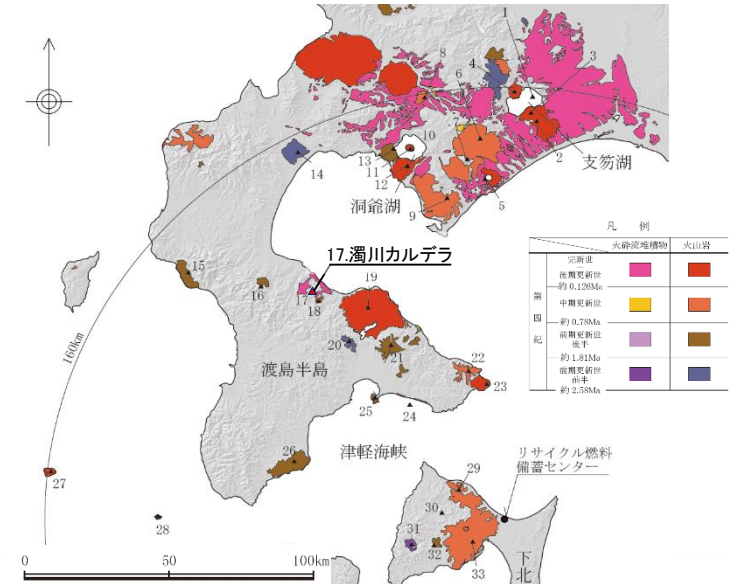 1
3
8
4
6
10
13
11
12
14
2
支笏湖
洞爺湖
9
5
凡 例
火砕流堆積物 火山岩
第四紀
完新世
~
後期更新世
約 0.126Ma
中期更新世
約 0.78Ma
前期更新世
後半
約 1.81Ma
前期更新世
前半
約 2.58Ma
17.濁川カルデラ
15
16
17
18
19
20
21
22
23
160km
渡島半島
25
24
津軽海峡
26
リサイクル燃料
備蓄センター
27
28
29
30
31
32
33
下北
0 50 100km